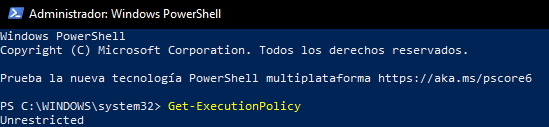 Administrador: Windows PowerShell
Windows PowerShell
Copyright (C) Microsoft Corporation. Todos los derechos reservados.
Prueba la nueva tecnología PowerShell multiplataforma https://aka.ms/pscore6
PS C:\WINDOWS\system32> Get-ExecutionPolicy
Unrestricted